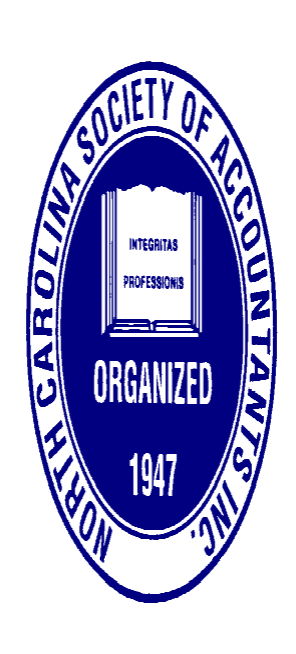 NORTH CAROLINA SOCIETY OF ACCOUNTANTS INC.
INTEGRITAS
PROFESSIONIS
ORGANIZED
1947